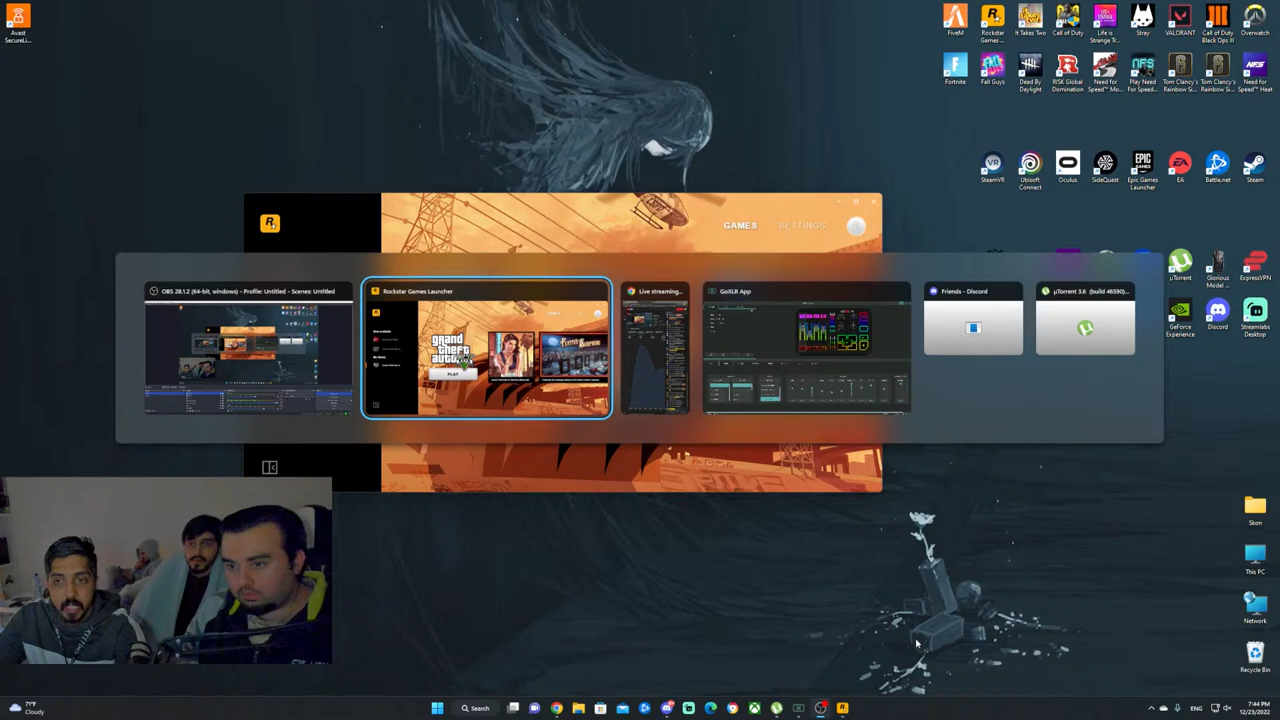 Avast
SecureLi...
FiveM
Rockstar
Games ...
It Takes Two
Call of Duty
Life is
Strange Tr...
Stray
VALORANT
Call of Duty
Black Ops III
Overwatch
Fortnite
Fall Guys
Dead By
Daylight
RISK Global
Domination
Need for
Speed™ Mo...
Play Need
For Speed...
Tom Clancy's
Rainbow Si...
Tom Clancy's
Rainbow Si...
Need for
Speed™ Heat
SteamVR
Ubisoft
Connect
Oculus
SideQuest
Epic Games
Launcher
EA
Battle.net
Steam
GAMES
SETTINGS
µTorrent
Glorious
Model ...
ExpressVPN
GeForce
Experience
Discord
Streamlabs
Desktop
OBS 28.1.2 (64-bit, windows) - Profile: Untitled - Scenes: Untitled
Rockstar Games Launcher
Live streaming...
GoXLR App
Friends - Discord
µTorrent 3.6 (build 46590)...
grand
theft
auto
PLAY
Skon
This PC
Network
Recycle Bin
71°F
Cloudy
Search
ENG
7:44 PM
12/23/2022